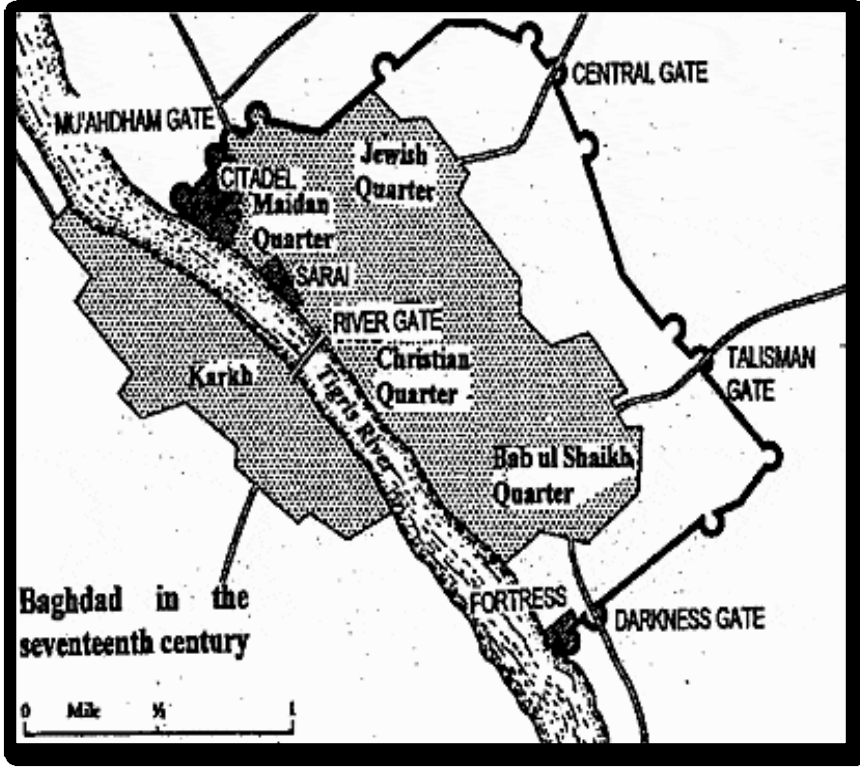 CENTRAL GATE
MU'AHDHAM GATE
Jewish
Quarter
CITADEL
Maidan
Quarter
SARAI
RIVER GATE
Christian
Quarter
TALISMAN
GATE
Karkh
Tigris River
Bab ul Shaikh
Quarter
FORTRESS
DARKNESS GATE
Baghdad in the
seventeenth century
0 Mile ½ 1